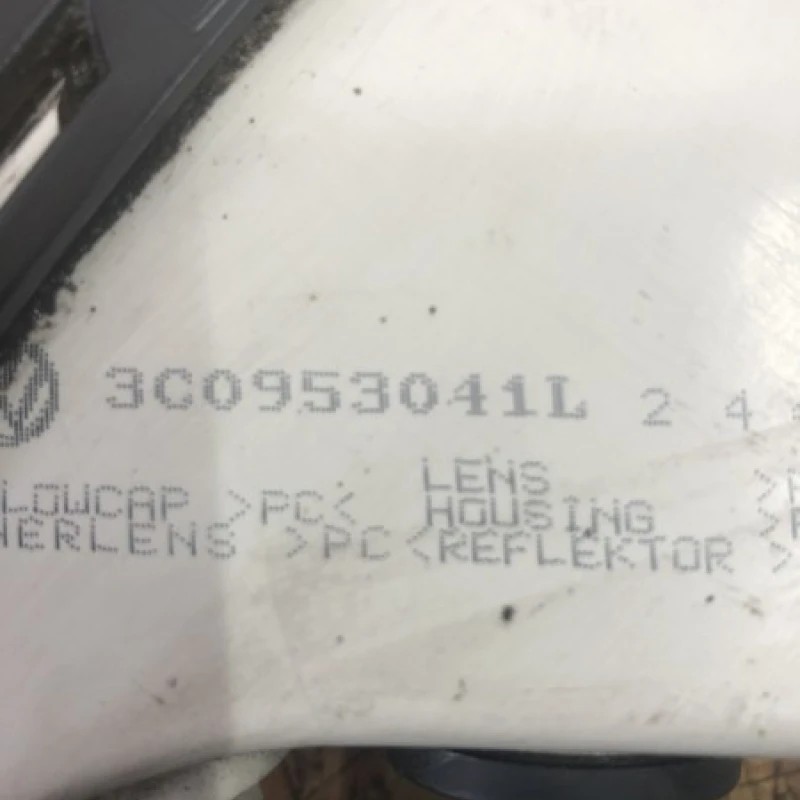 3C0953041L 2 4
LOWCAP >PC< LENS >P
HOUSING >P
NERLENS >PC<REFLEKTOR >